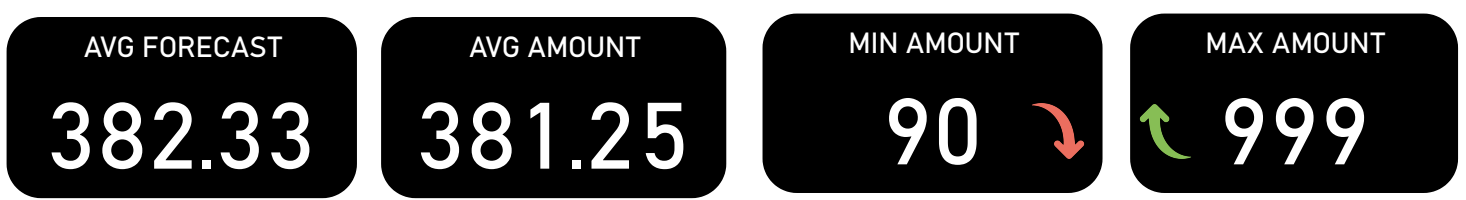 AVG FORECAST
382.33
AVG AMOUNT
381.25
MIN AMOUNT
90
MAX AMOUNT
999